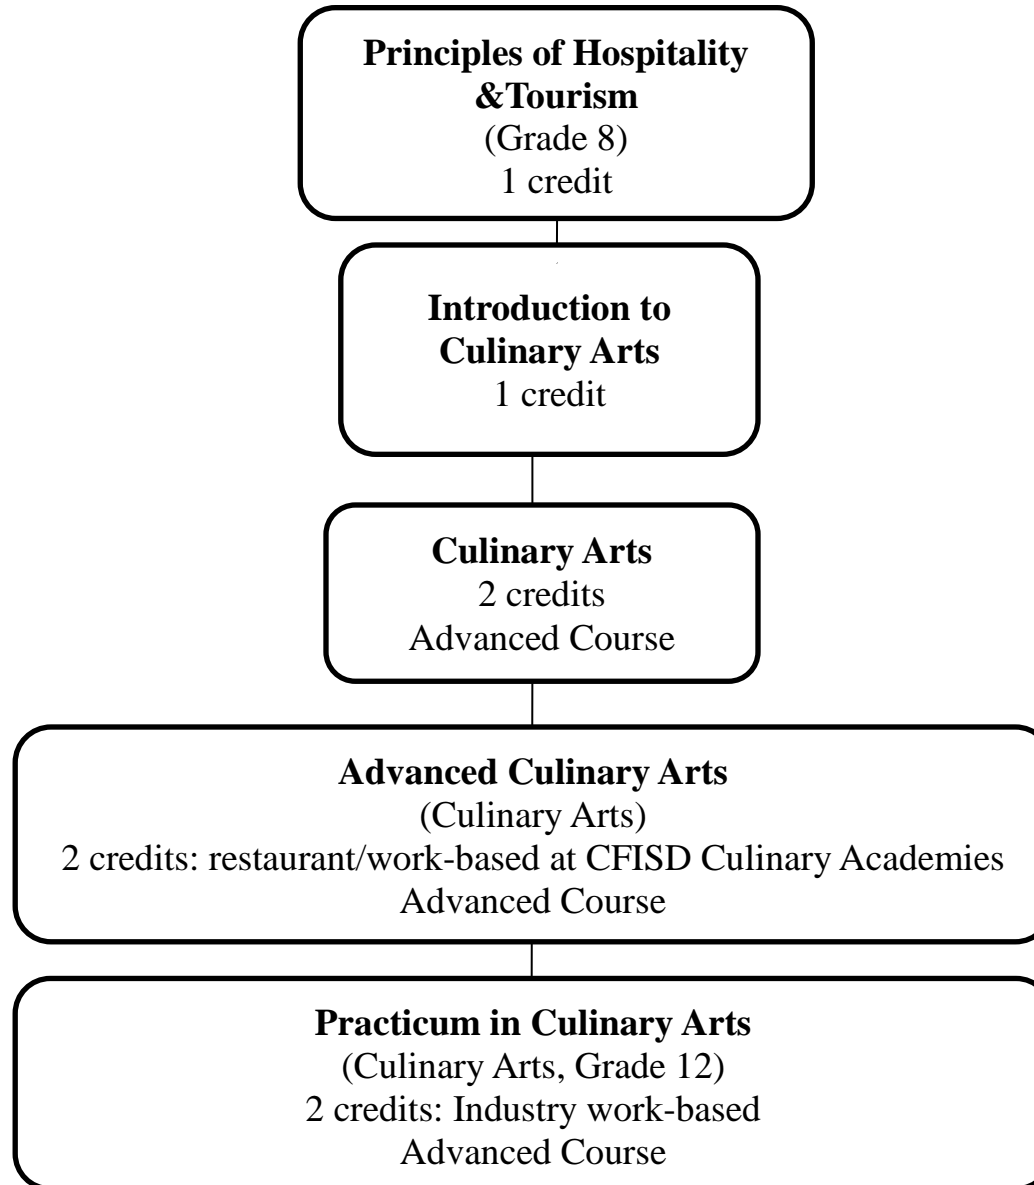 Principles of Hospitality
&Tourism
(Grade 8)
1 credit
Introduction to
Culinary Arts
1 credit
Culinary Arts
2 credits
Advanced Course
Advanced Culinary Arts
(Culinary Arts)
2 credits: restaurant/work-based at CFISD Culinary Academies
Advanced Course
Practicum in Culinary Arts
(Culinary Arts, Grade 12)
2 credits: Industry work-based
Advanced Course